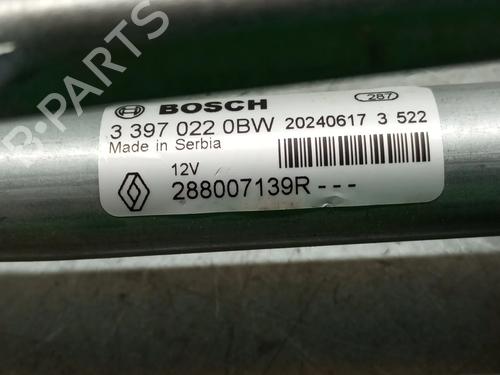 B-PARTS
BOSCH
287
3 397 022 0BW 20240617 3 522
Made in Serbia
12V
288007139R---